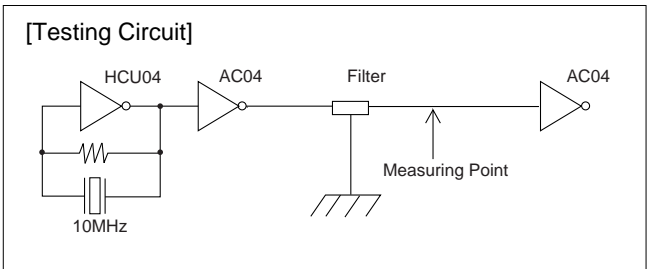 [Testing Circuit]
HCU04
AC04
Filter
AC04
Measuring Point
10MHz